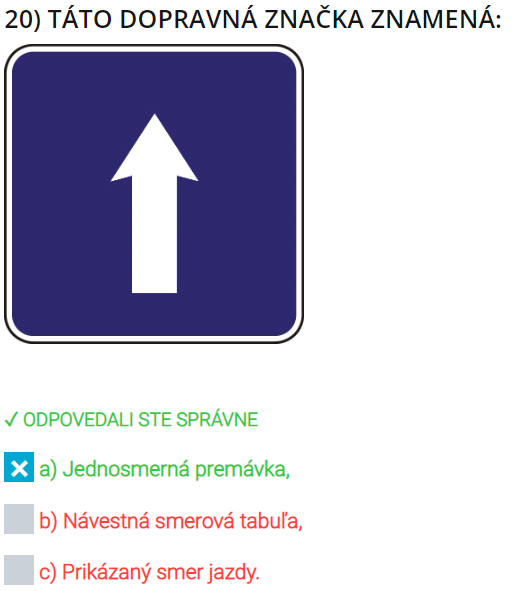 20) TÁTO DOPRAVNÁ ZNAČKA ZNAMENÁ:
✓ ODPOVEDALI STE SPRÁVNE
a) Jednosmerná premávka,
b) Návestná smerová tabuľa,
c) Prikázaný smer jazdy.